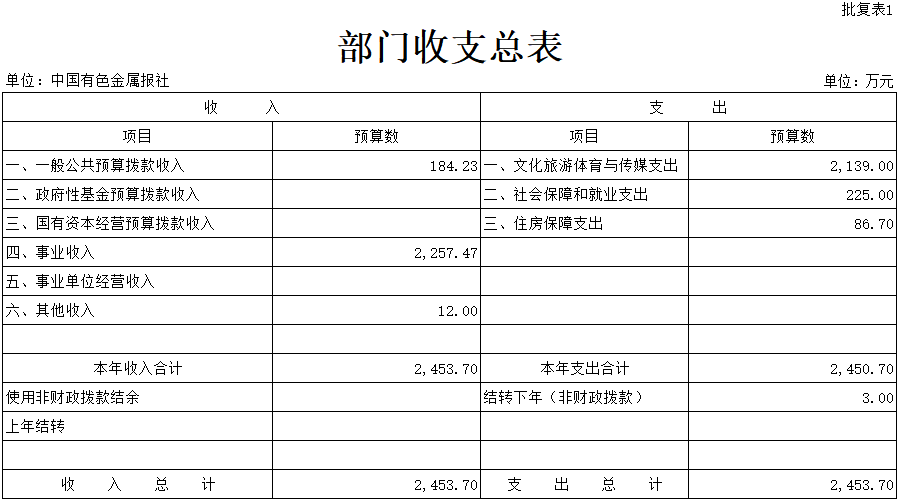 批复表1
部门收支总表
单位：中国有色金属报社 单位：万元
收 入 支 出
项目 预算数 项目 预算数
一、一般公共预算拨款收入 184.23 一、文化旅游体育与传媒支出 2,139.00
二、政府性基金预算拨款收入 二、社会保障和就业支出 225.00
三、国有资本经营预算拨款收入 三、住房保障支出 86.70
四、事业收入 2,257.47
五、事业单位经营收入
六、其他收入 12.00
本年收入合计 2,453.70 本年支出合计 2,450.70
使用非财政拨款结余 结转下年（非财政拨款） 3.00
上年结转
收 入 总 计 2,453.70 支 出 总 计 2,453.70